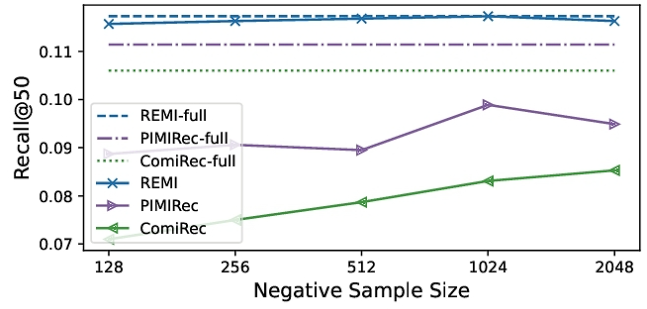 0.11
0.10
0.09
0.08
0.07
Recall@50
REMI-full
PIMIRec-full
ComiRec-full
REMI
PIMIRec
ComiRec
128 256 512 1024 2048
Negative Sample Size